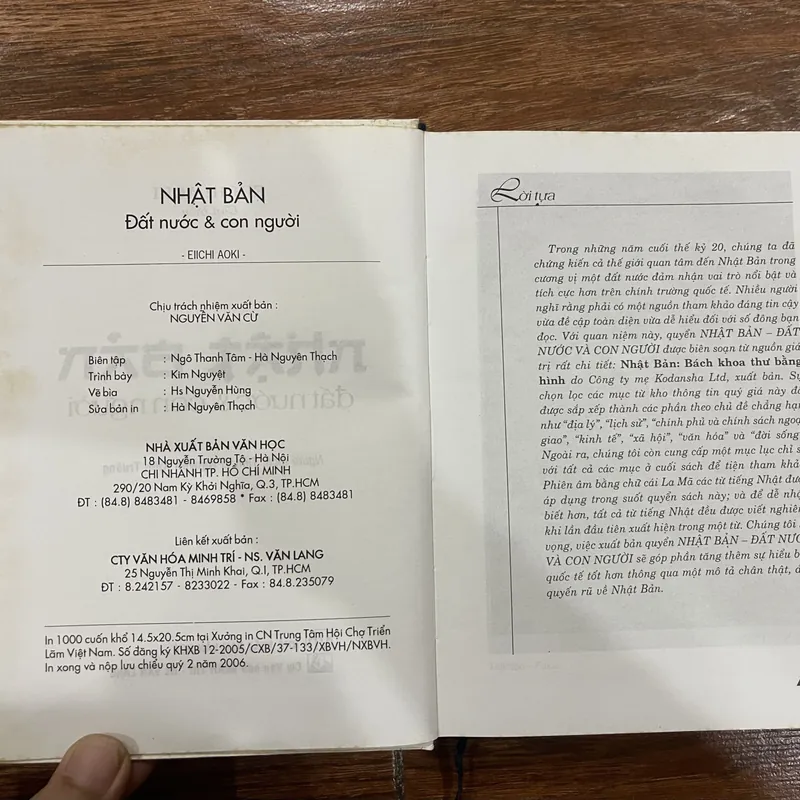 NHẬT BẢN
Đất nước & con người
- EIICHI AOKI -
Chịu trách nhiệm xuất bản :
NGUYỄN VĂN CỪ
Biên tập : Ngô Thanh Tâm - Hà Nguyên Thạch
Trình bày : Kim Nguyệt
Vẽ bìa : Hs Nguyễn Hùng
Sửa bản in : Hà Nguyên Thạch
NHÀ XUẤT BẢN VĂN HỌC
18 Nguyễn Trường Tộ - Hà Nội
CHI NHÁNH TP. HỒ CHÍ MINH
290/20 Nam Kỳ Khởi Nghĩa, Q.3, TP.HCM
ĐT : (84.8) 8483481 - 8469858 * Fax : (84.8) 8483481
Liên kết xuất bản :
CTY VĂN HÓA MINH TRÍ - NS. VĂN LANG
25 Nguyễn Thị Minh Khai, Q.I, TP.HCM
ĐT : 8.242157 - 8233022 - Fax : 84.8.235079
In 1000 cuốn khổ 14.5x20.5cm tại Xưởng in CN Trung Tâm Hội Chợ Triển
Lãm Việt Nam. Số đăng ký KHXB 12-2005/CXB/37-133/XBVH/NXBVH.
In xong và nộp lưu chiểu quý 2 năm 2006.
Lời tựa
Trong những năm cuối thế kỷ 20, chúng ta đã
chứng kiến cả thế giới quan tâm đến Nhật Bản trong
cương vị một đất nước đảm nhận vai trò nổi bật và
tích cực hơn trên chính trường quốc tế. Nhiều người
nghĩ rằng phải có một nguồn tham khảo đáng tin cậy
vừa đề cập toàn diện vừa dễ hiểu đối với số đông bạn
đọc. Với quan niệm này, quyển NHẬT BẢN – ĐẤT
NƯỚC VÀ CON NGƯỜI được biên soạn từ nguồn giá
trị rất chi tiết: Nhật Bản: Bách khoa thư bằng
hình do Công ty mẹ Kodansha Ltd, xuất bản. Sự
chọn lọc các mục từ kho thông tin quý giá này đã
được sắp xếp thành các phần theo chủ đề chẳng hạn
như "địa lý", "lịch sử", "chính phủ và chính sách ngoại
giao", "kinh tế", "xã hội", "văn hóa" và "đời sống
Ngoài ra, chúng tôi còn cung cấp một mục lục chỉ s
với tất cả các mục ở cuối sách để tiện tham khả
Phiên âm bằng chữ cái La Mã các từ tiếng Nhật đượ
áp dụng trong suốt quyển sách này; và để dễ nhậ
biết hơn, tất cả từ tiếng Nhật đều được viết nghiên
khi lần đầu tiên xuất hiện trong một từ. Chúng tôi
vọng, việc xuất bản quyển NHẬT BẢN – ĐẤT NƯ
VÀ CON NGƯỜI sẽ góp phần tăng thêm sự hiểu b
quốc tế tốt hơn thông qua một mô tả chân thật,
quyến rũ về Nhật Bản.